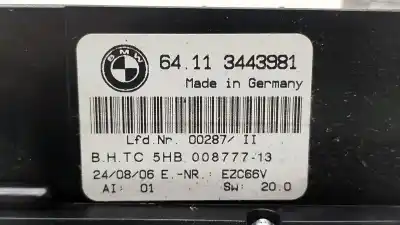 BMW
64.11 3443981
Made in Germany
Lfd.Nr. 00287/ II
B.H.TC 5HB 008777-13
24/08/06 E.-NR.: EZC66V
AI: 01 SW: 20.0